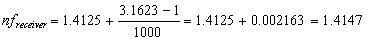 nf_receiver = 1.4125 + (3.1623 − 1)/1000 = 1.4125 + 0.002163 = 1.4147